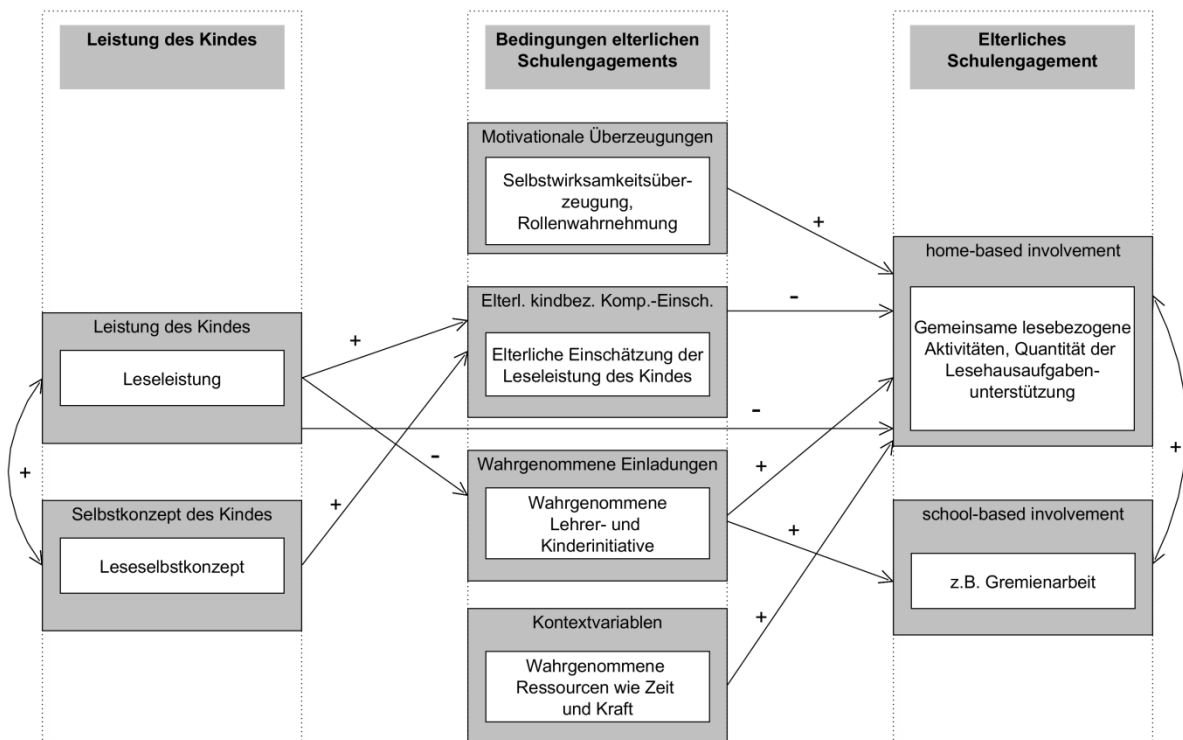 Leistung des Kindes
Bedingungen elterlichen
Schulengagements
Elterliches
Schulengagement
Motivationale Überzeugungen
Selbstwirksamkeitsüber-
zeugung,
Rollenwahrnehmung
+
home-based involvement
Gemeinsame lesebezogene
Aktivitäten, Quantität der
Lesehausaufgaben-
unterstützung
Elterl. kindbez. Komp.-Einsch.
Elterliche Einschätzung der
Leseleistung des Kindes
-
Leistung des Kindes
Leseleistung
+
-
-
+
+
Wahrgenommene Einladungen
Wahrgenommene
Lehrer- und
Kinderinitiative
+
+
+
Selbstkonzept des Kindes
Leseselbstkonzept
school-based involvement
z.B. Gremienarbeit
Kontextvariablen
Wahrgenommene
Ressourcen wie Zeit
und Kraft
+